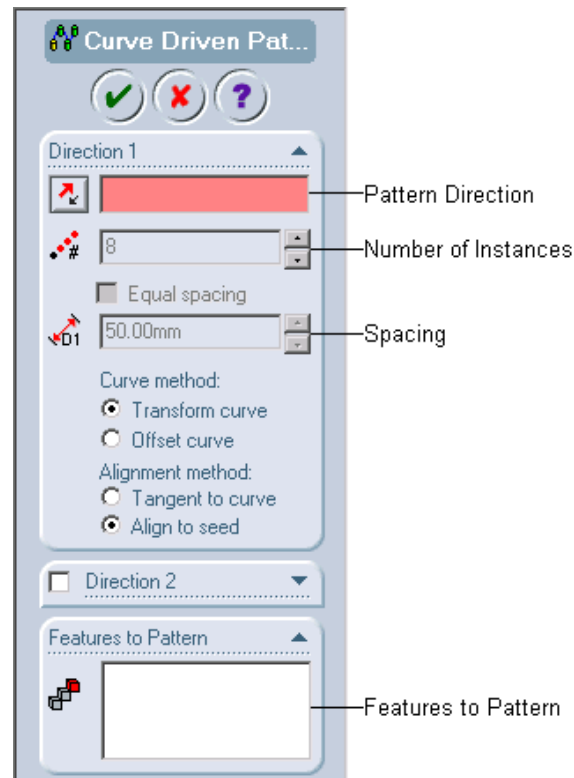 Curve Driven Pat...
?
Direction 1
Pattern Direction
# 8 Number of Instances
Equal spacing
D1 50.00mm Spacing
Curve method:
Transform curve
Offset curve
Alignment method:
Tangent to curve
Align to seed
Direction 2
Features to Pattern
Features to Pattern